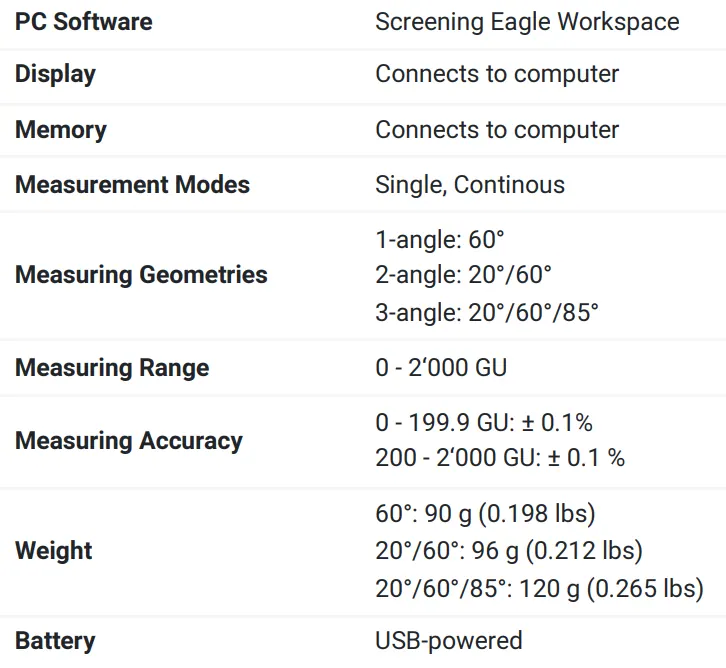 PC Software Screening Eagle Workspace
Display Connects to computer
Memory Connects to computer
Measurement Modes Single, Continous
Measuring Geometries
1-angle: 60°
2-angle: 20°/60°
3-angle: 20°/60°/85°
Measuring Range 0 - 2‘000 GU
Measuring Accuracy
0 - 199.9 GU: ± 0.1%
200 - 2‘000 GU: ± 0.1 %
Weight
60°: 90 g (0.198 lbs)
20°/60°: 96 g (0.212 lbs)
20°/60°/85°: 120 g (0.265 lbs)
Battery USB-powered